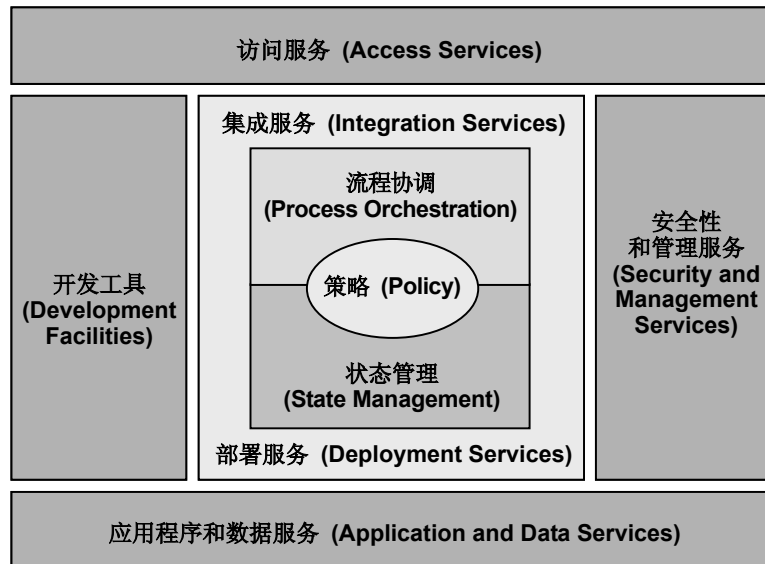 访问服务 (Access Services)
集成服务 (Integration Services)
流程协调
(Process Orchestration)
策略 (Policy)
状态管理
(State Management)
部署服务 (Deployment Services)
开发工具
(Development
Facilities)
安全性
和管理服务
(Security and
Management
Services)
应用程序和数据服务 (Application and Data Services)